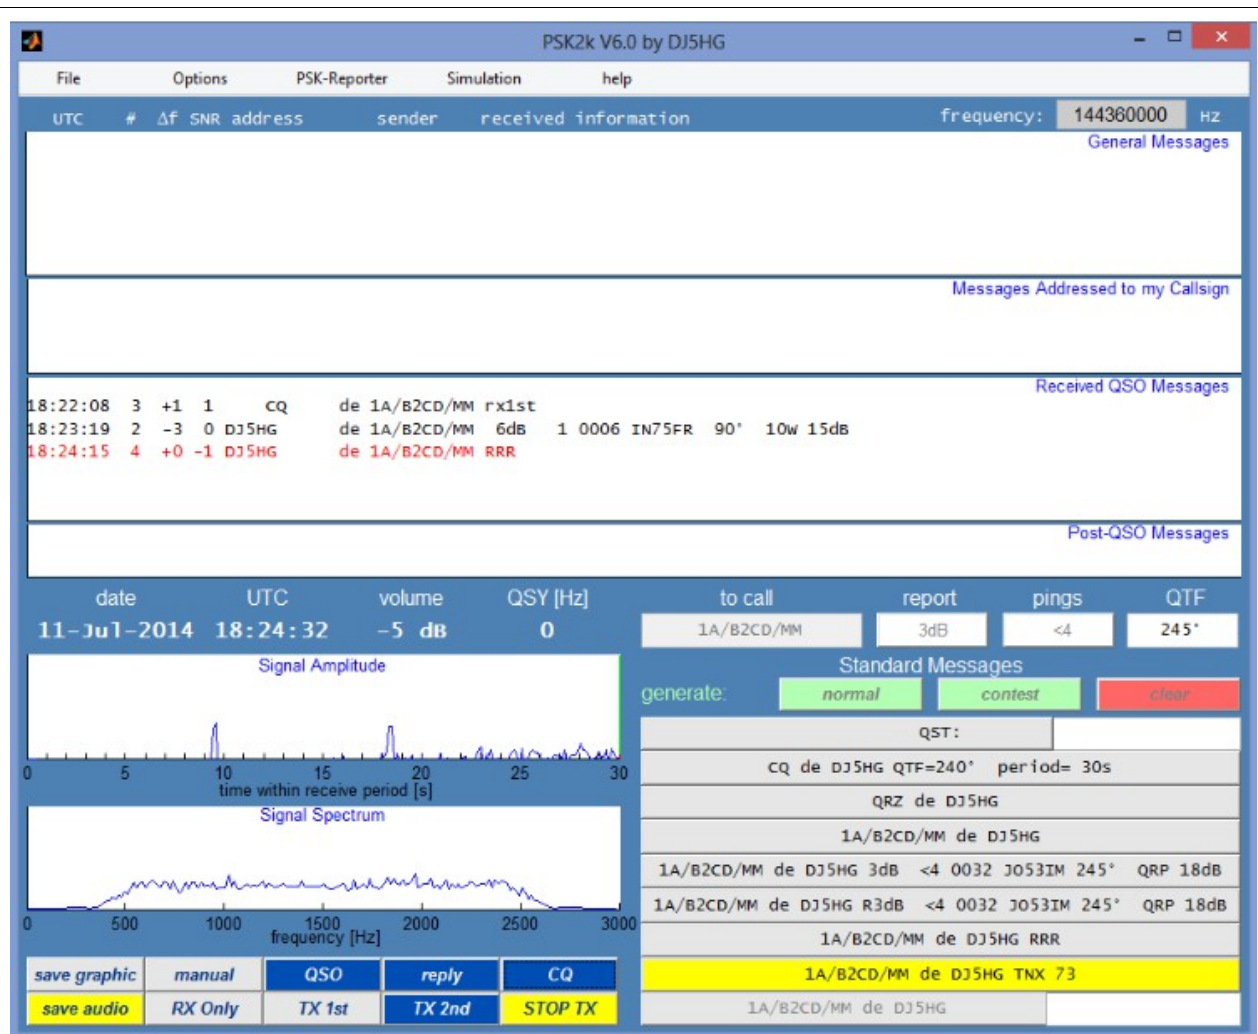 PSK2k V6.0 by DJ5HG
File Options PSK-Reporter Simulation help
UTC # Δf SNR address sender received information frequency: 144360000 Hz
General Messages
Messages Addressed to my Callsign
Received QSO Messages
18:22:08 3 +1 1 CQ de 1A/B2CD/MM rx1st
18:23:19 2 -3 0 DJ5HG de 1A/B2CD/MM 6dB 1 0006 IN75FR 90° 10W 15dB
18:24:15 4 +0 -1 DJ5HG de 1A/B2CD/MM RRR
Post-QSO Messages
date UTC volume QSY [Hz] to call report pings QTF
11-Jul-2014 18:24:32 -5 dB 0 1A/B2CD/MM 3dB <4 245°
Signal Amplitude
0 5 10 15 20 25 30
time within receive period [s]
Signal Spectrum
0 500 1000 1500 2000 2500 3000
frequency [Hz]
Standard Messages
generate: normal contest clear
QST:
CQ de DJ5HG QTF=240° period= 30s
QRZ de DJ5HG
1A/B2CD/MM de DJ5HG
1A/B2CD/MM de DJ5HG 3dB <4 0032 JO53IM 245° QRP 18dB
1A/B2CD/MM de DJ5HG R3dB <4 0032 JO53IM 245° QRP 18dB
1A/B2CD/MM de DJ5HG RRR
1A/B2CD/MM de DJ5HG TNX 73
1A/B2CD/MM de DJ5HG
save graphic manual QSO reply CQ
save audio RX Only TX 1st TX 2nd STOP TX